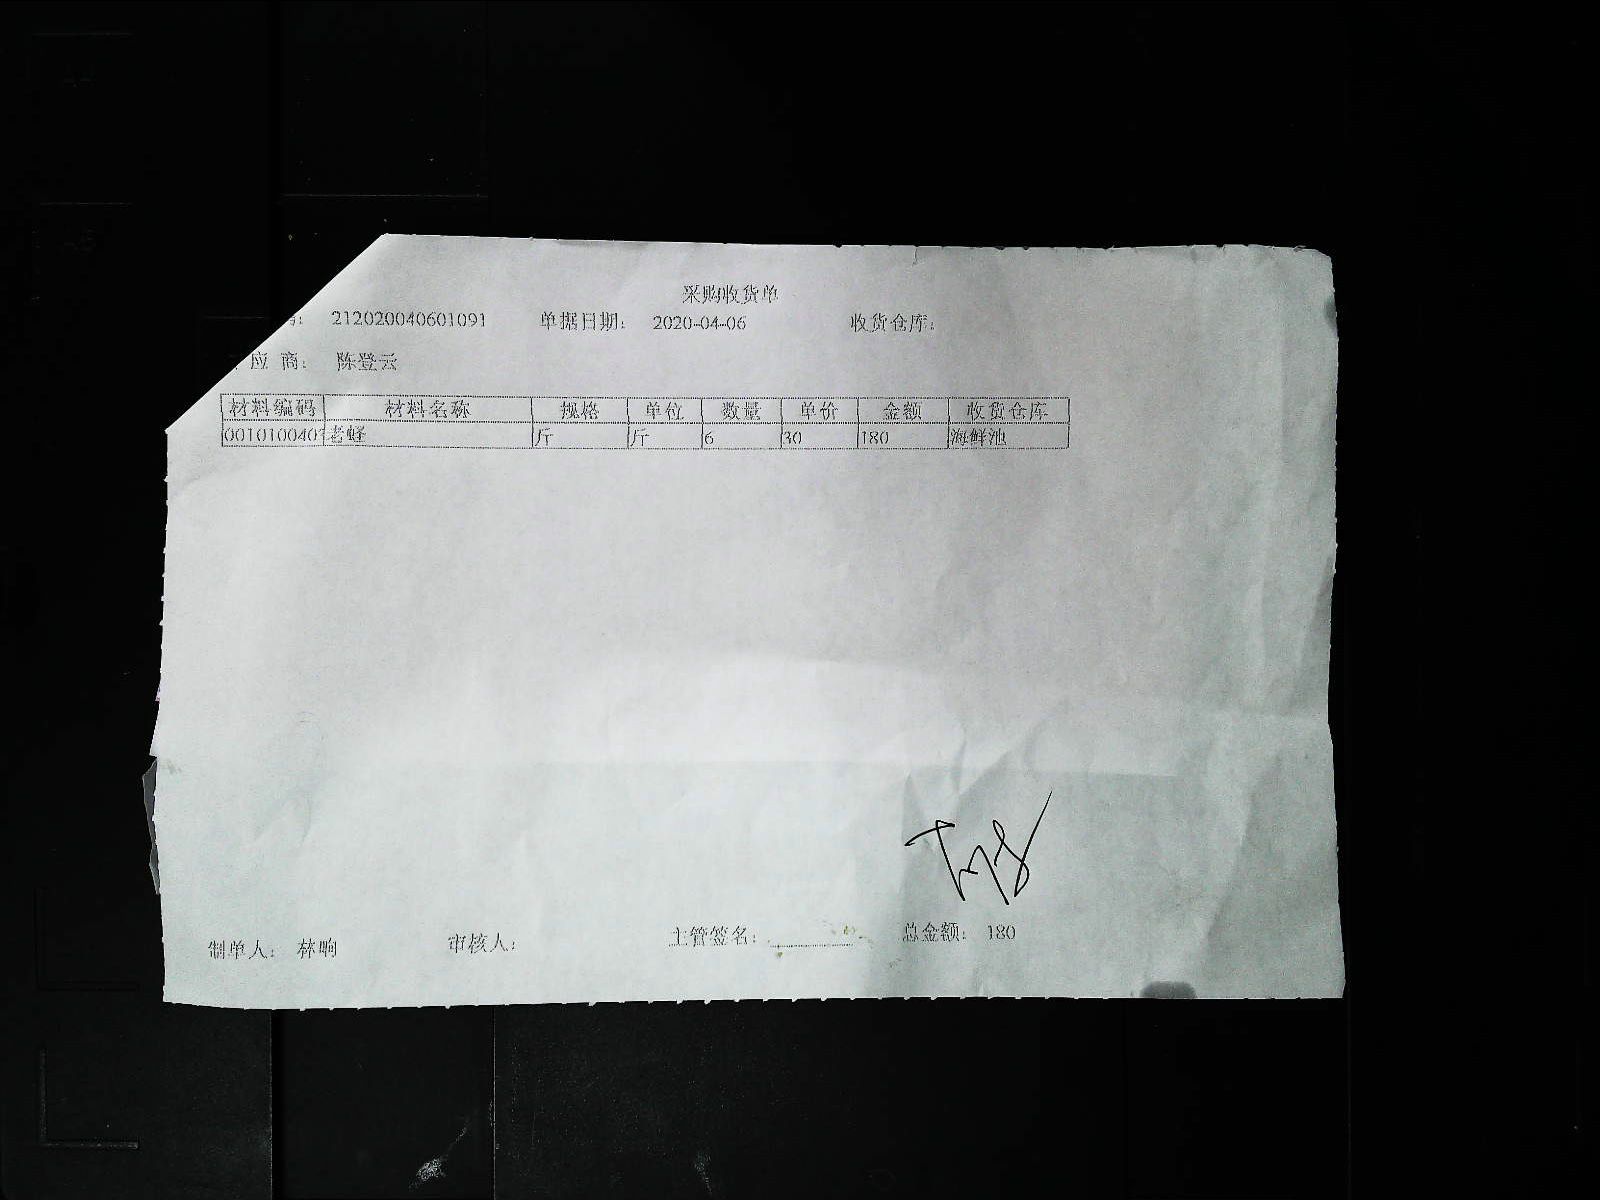 采购收货单
号： 212020040601091 单据日期： 2020-04-06 收货仓库：
应 商： 陈登云
材料编码 材料名称 规格 单位 数量 单价 金额 收货仓库
0010100407 老蛏 斤 斤 6 30 180 海鲜池
制单人： 林晌 审核人： 主管签名： 总金额： 180